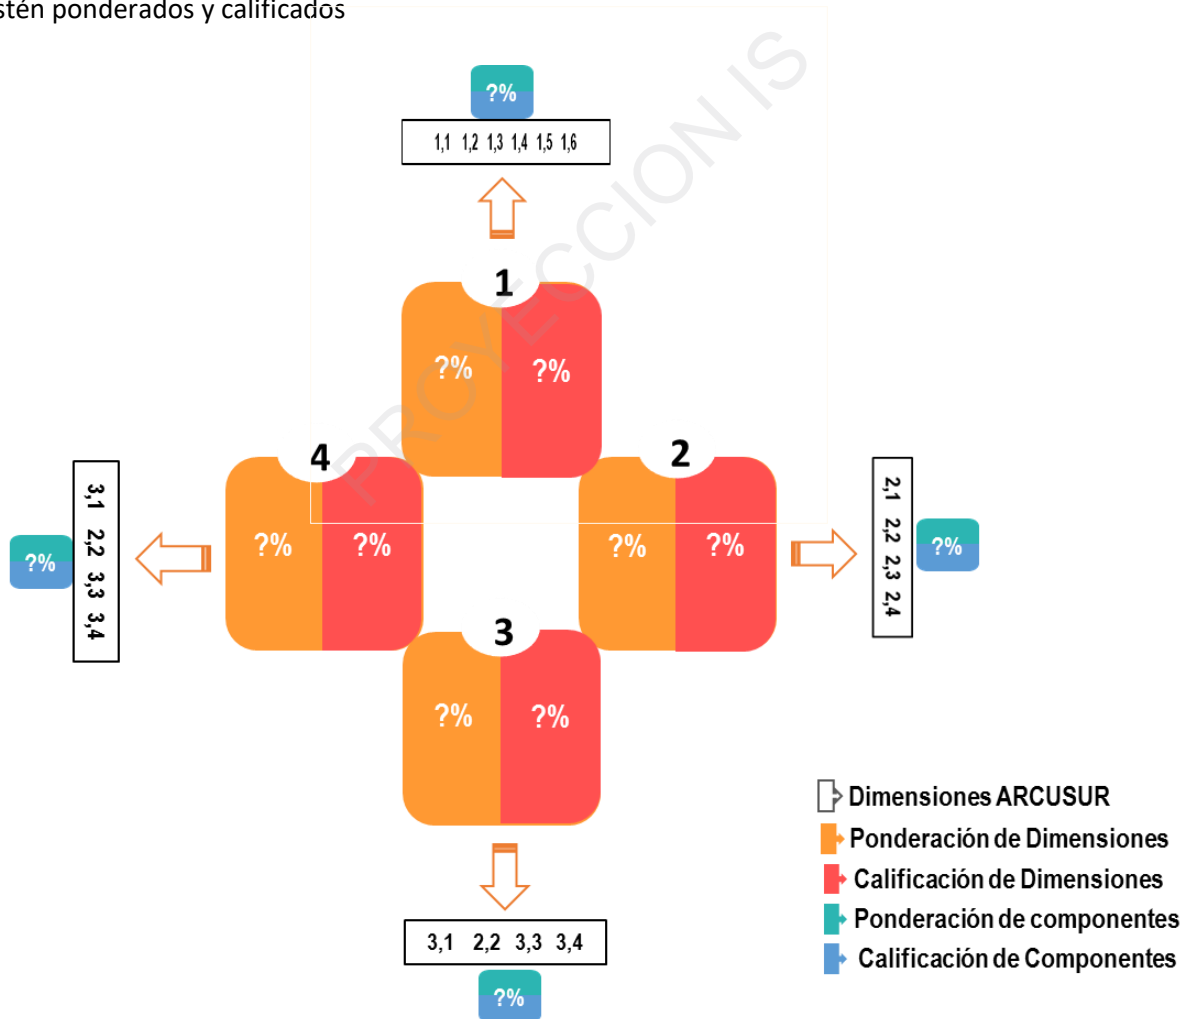 stén ponderados y calificados
?%
1,1 1,2 1,3 1,4 1,5 1,6
PROYECCION IS
1
?% ?%
4
?% ?%
2
?% ?%
3,1 2,2 3,3 3,4
?%
2,1 2,2 2,3 2,4
?%
3
?% ?%
3,1 2,2 3,3 3,4
?%
Dimensiones ARCUSUR
Ponderación de Dimensiones
Calificación de Dimensiones
Ponderación de componentes
Calificación de Componentes